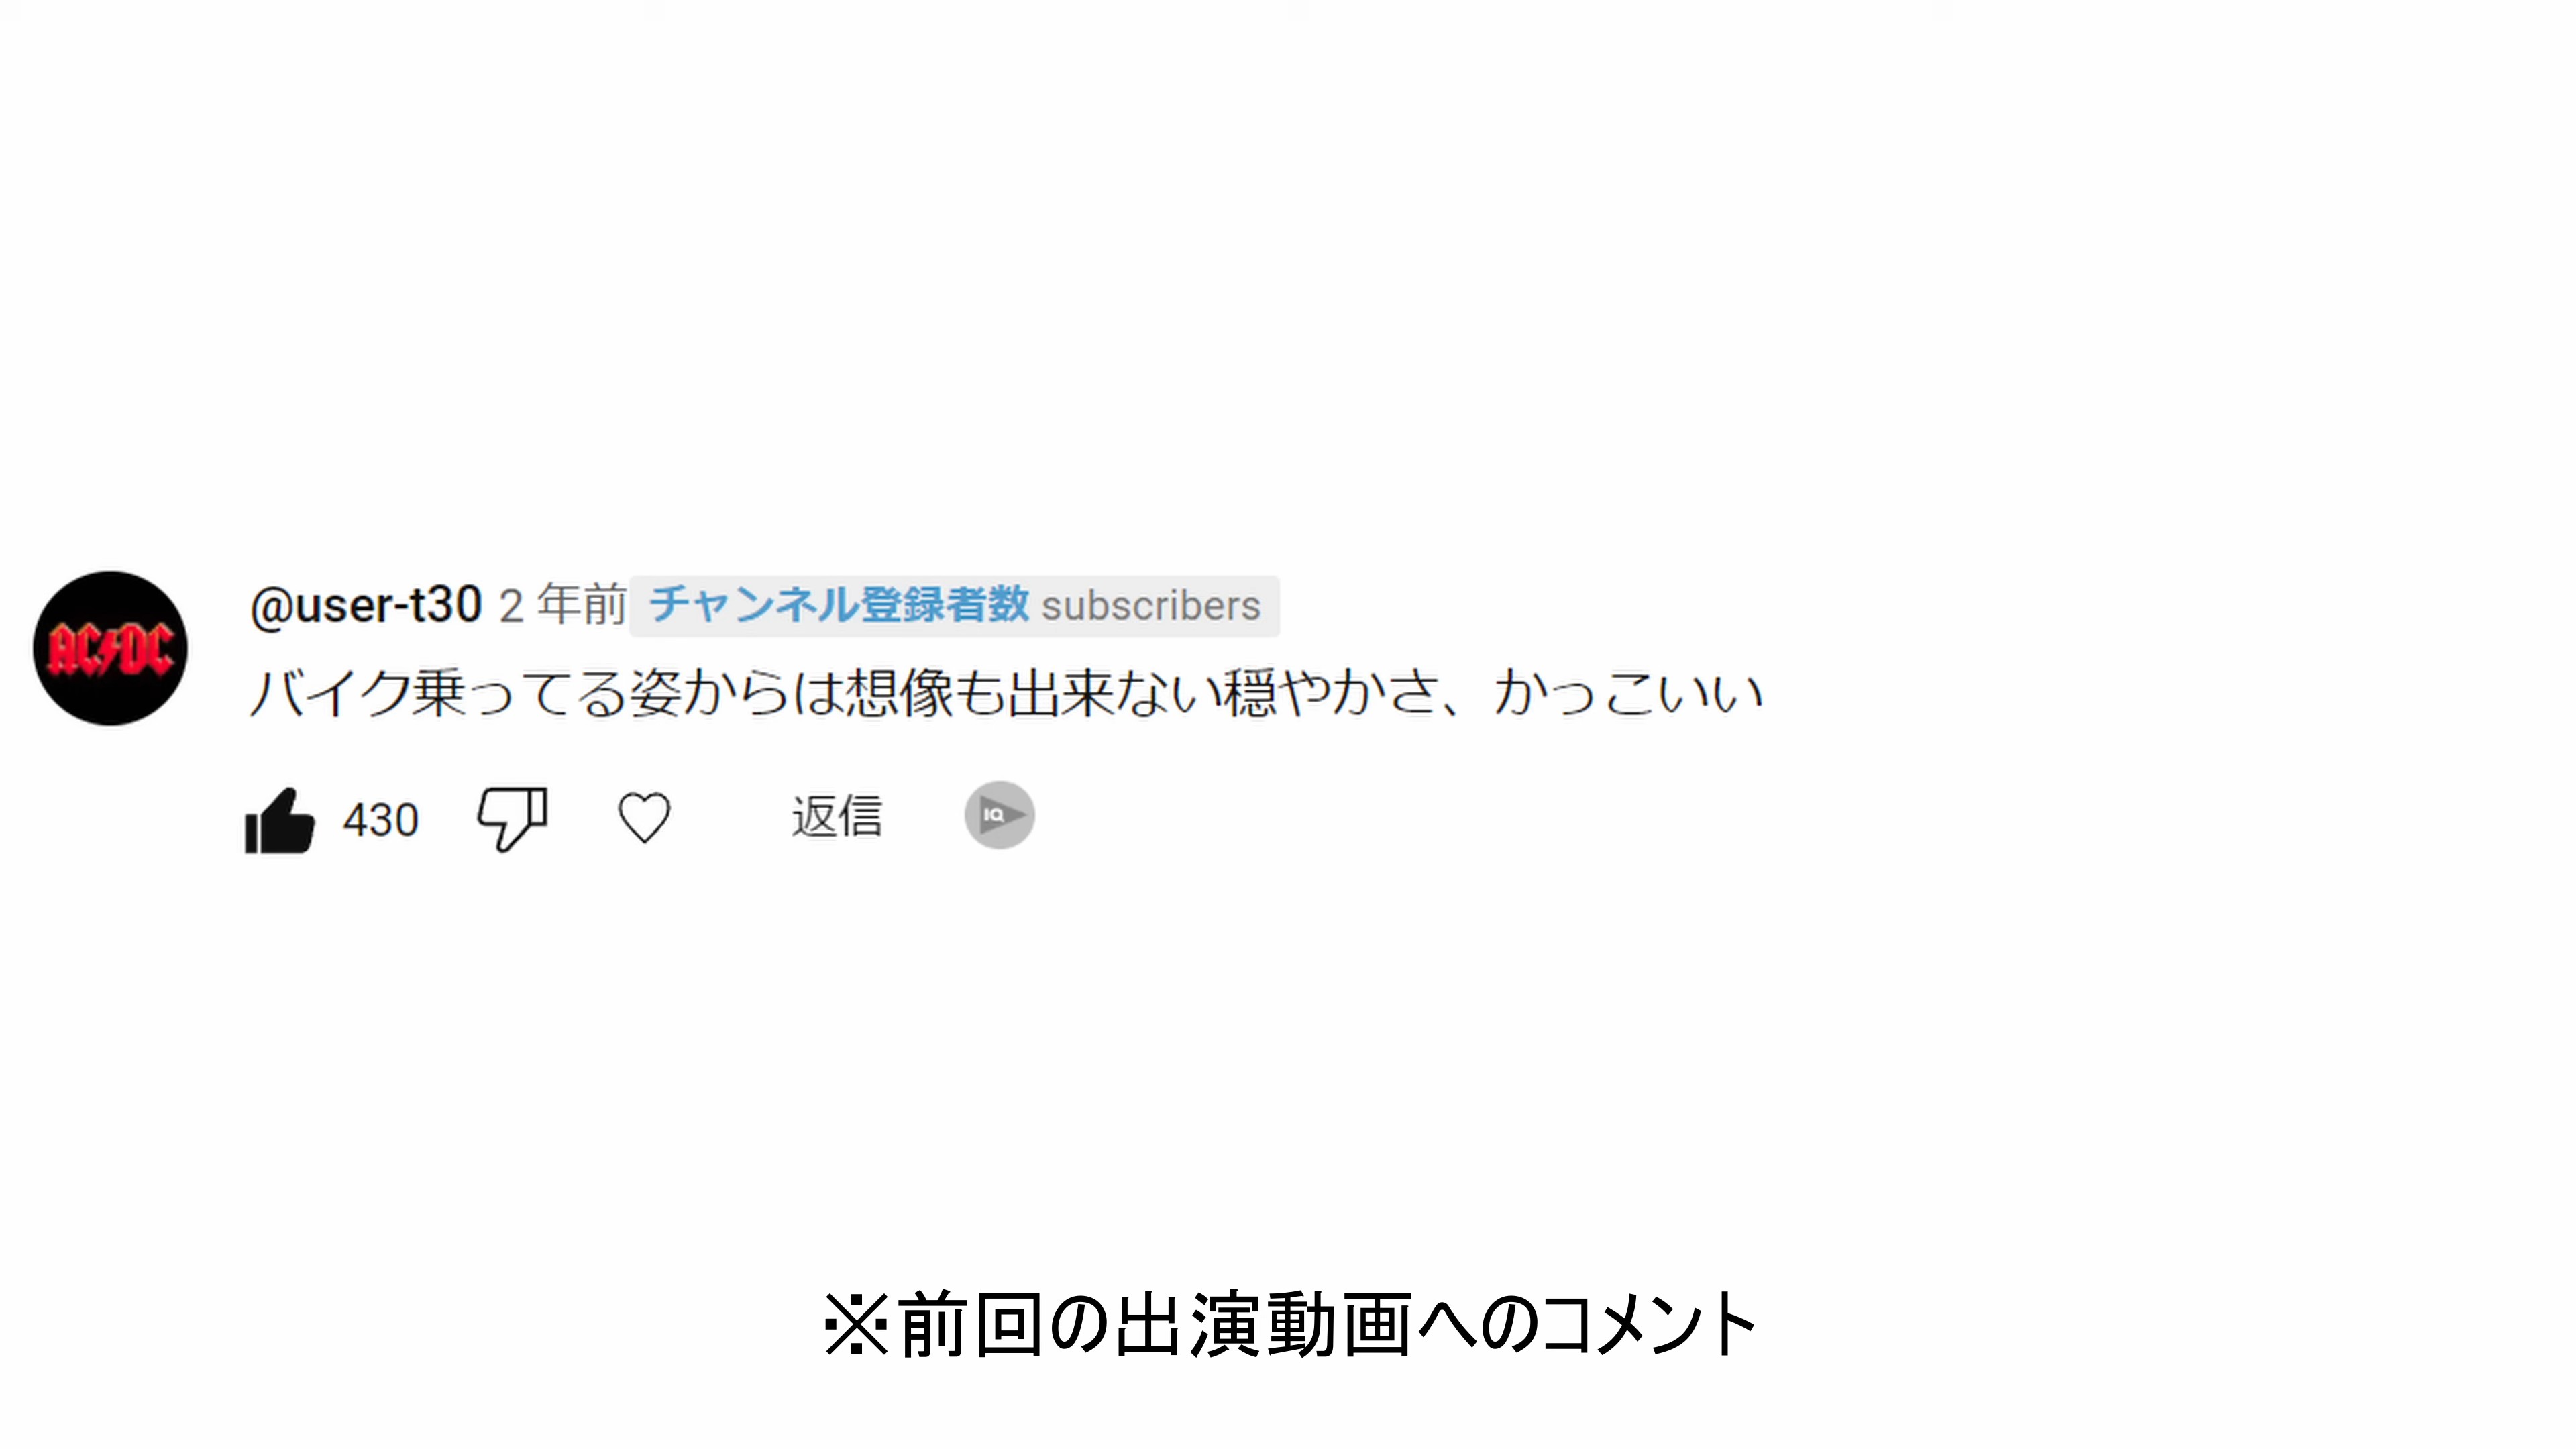 AC⚡DC
@user-t30 2 年前 チャンネル登録者数 subscribers
バイク乗ってる姿からは想像も出来ない穏やかさ、かっこいい
430 返信 IQ
※前回の出演動画へのコメント